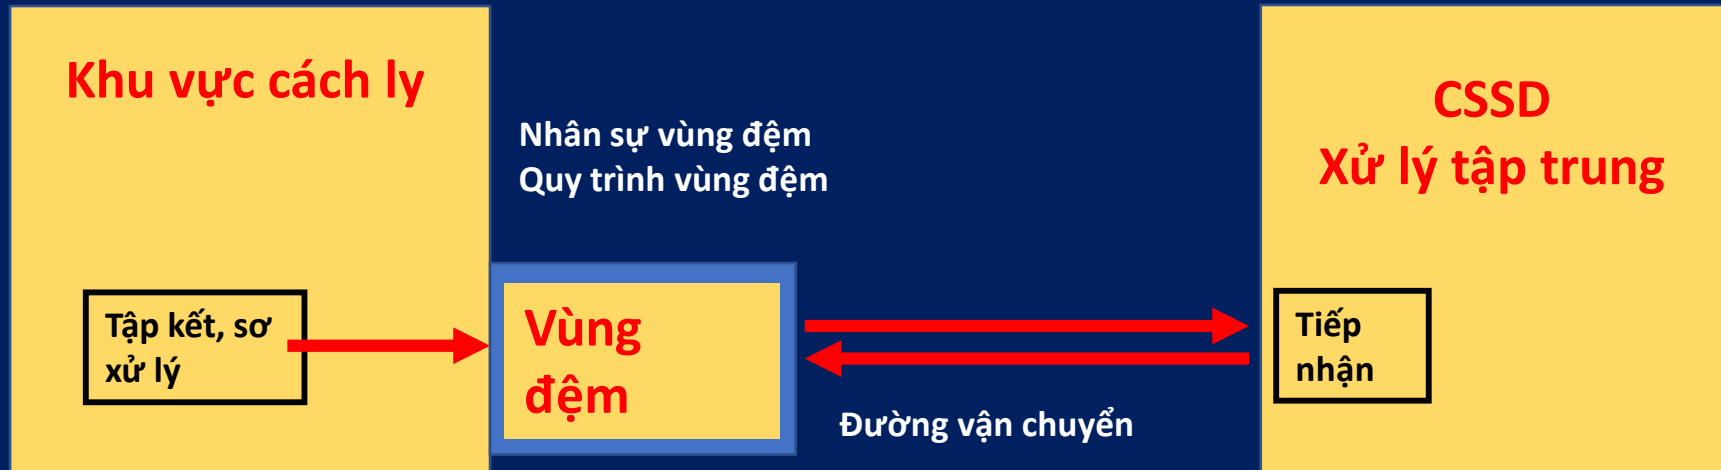 Khu vực cách ly
Nhân sự vùng đệm
Quy trình vùng đệm
CSSD
Xử lý tập trung
Tập kết, sơ
xử lý
Vùng
đệm
Tiếp
nhận
Đường vận chuyển